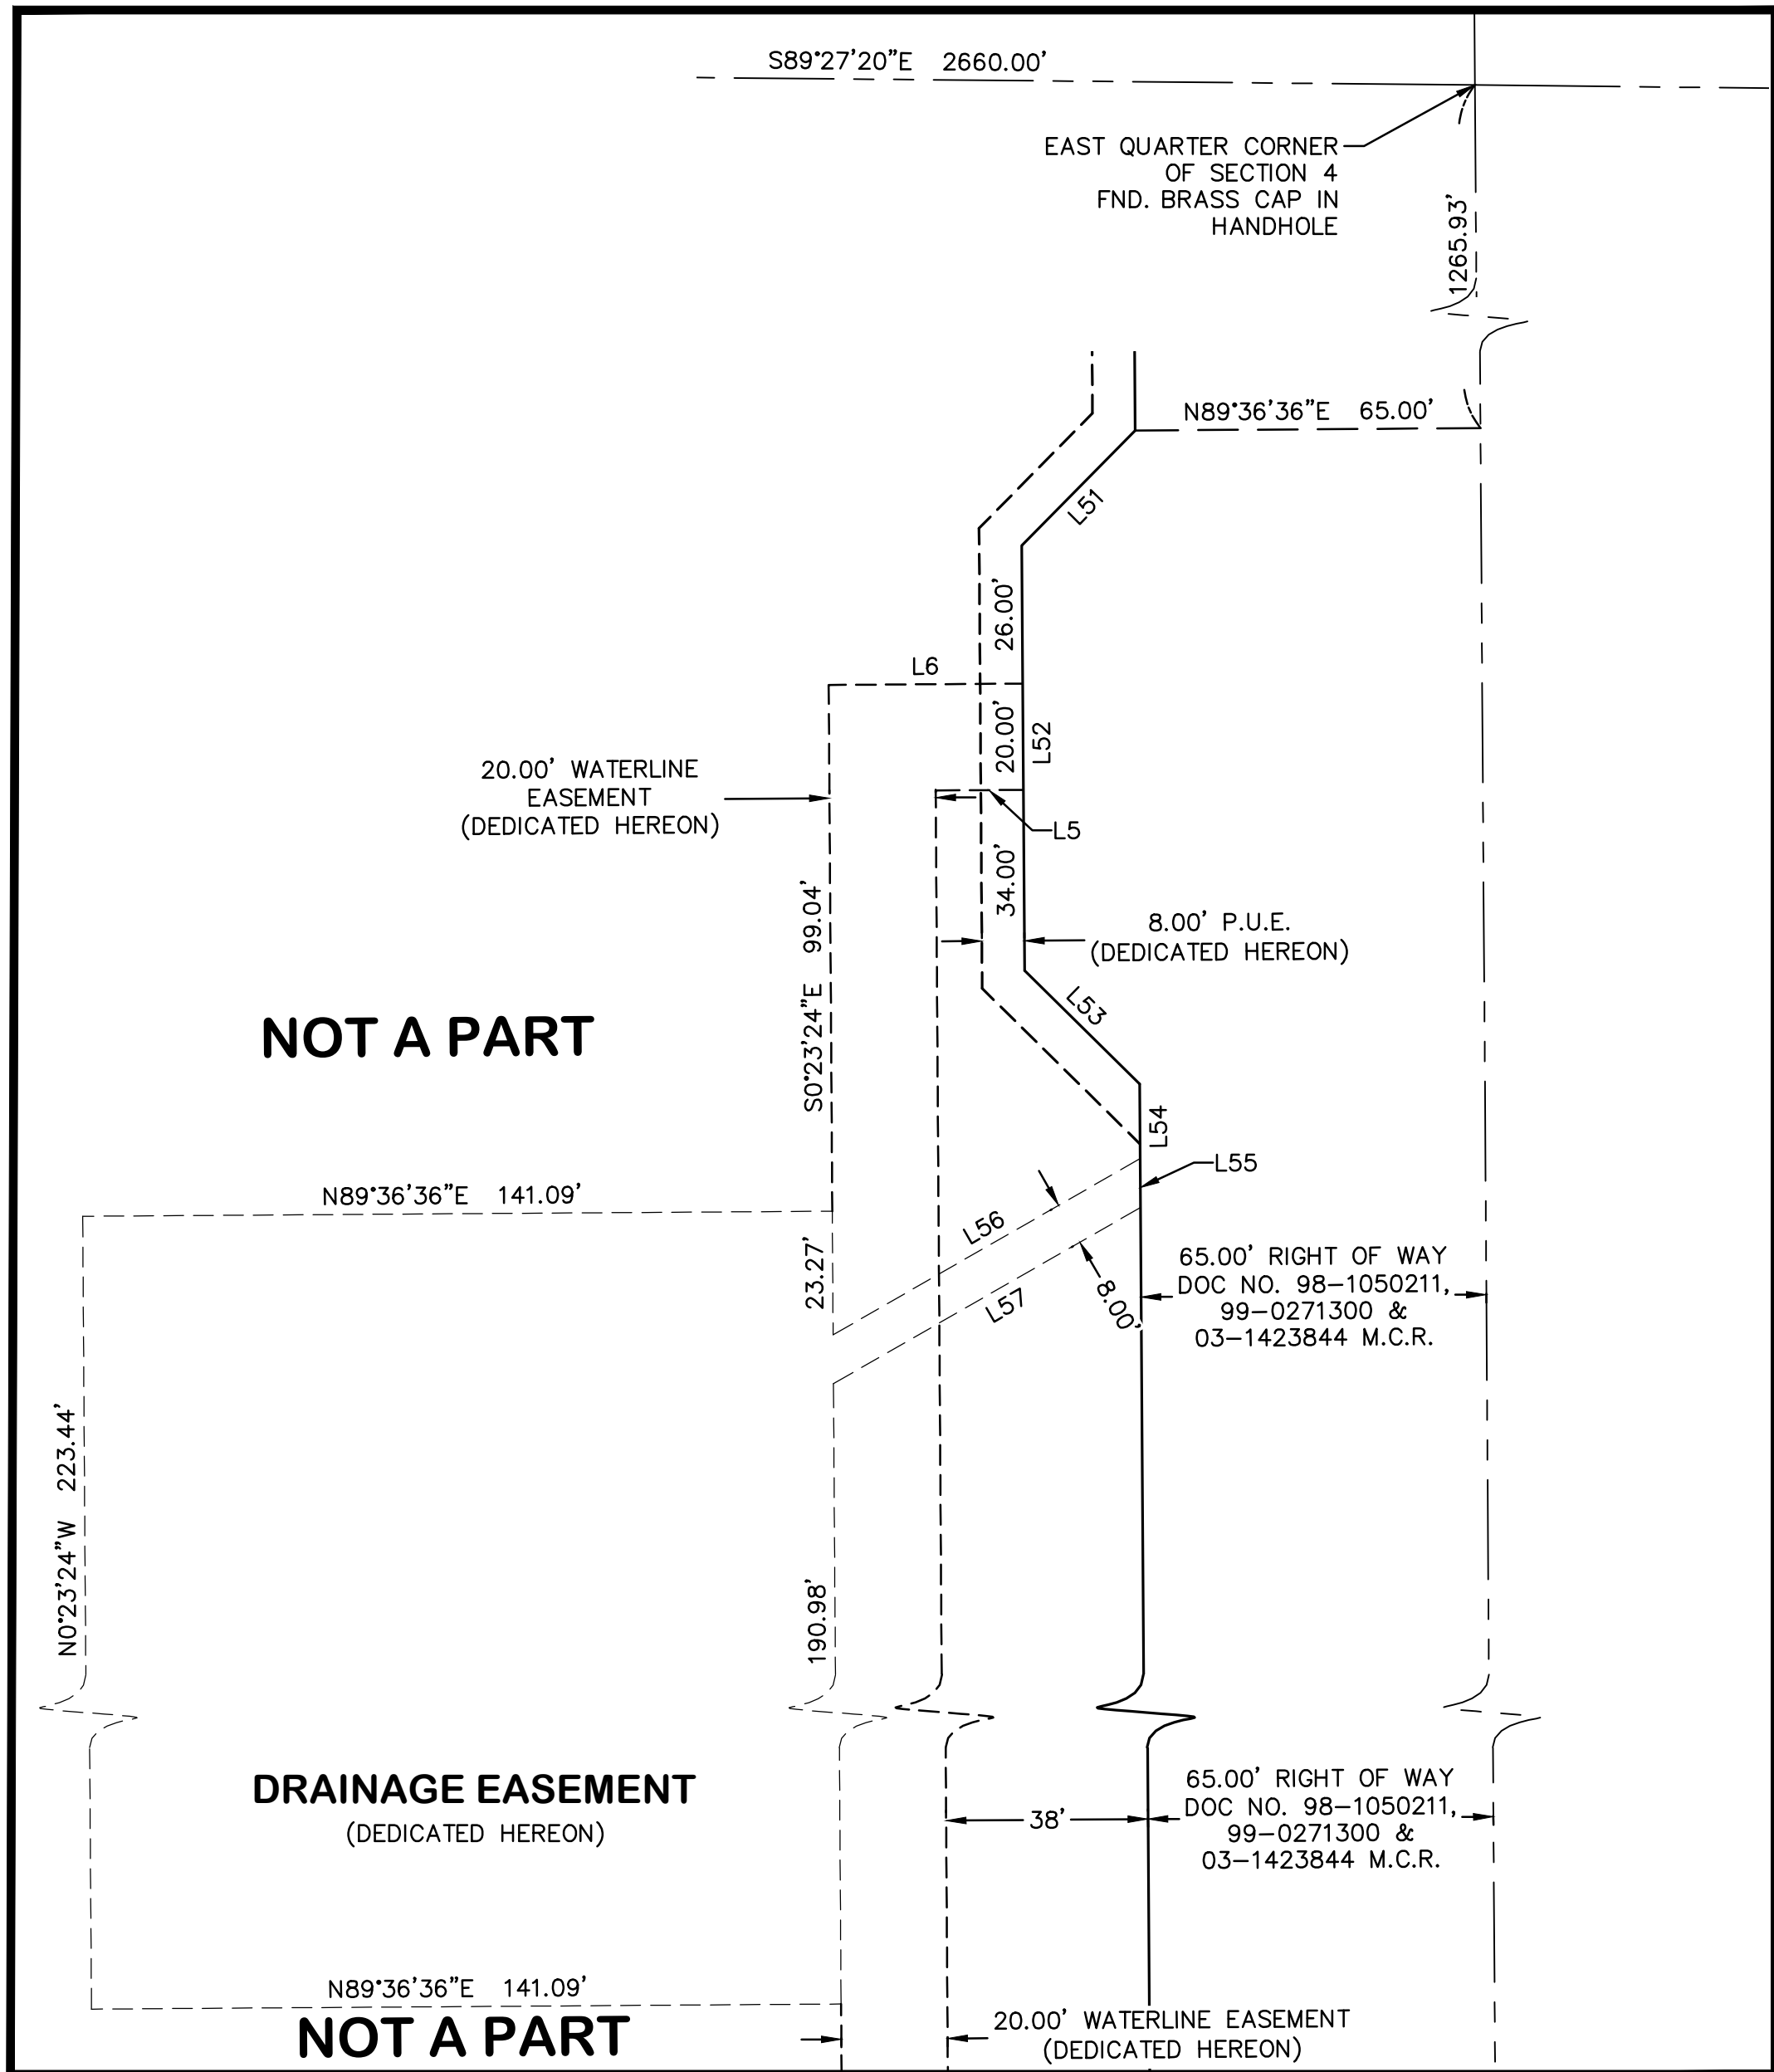 S89°27'20"E 2660.00'
EAST QUARTER CORNER
OF SECTION 4
FND. BRASS CAP IN
HANDHOLE
1265.93'
N89°36'36"E 65.00'
L51
26.00'
L6
20.00'
L52
20.00' WATERLINE
EASEMENT
(DEDICATED HEREON)
L5
34.00'
8.00' P.U.E.
(DEDICATED HEREON)
S0°23'24"E 99.04'
L53
NOT A PART
L54
L55
N89°36'36"E 141.09'
L56
23.27'
L57
8.00'
65.00' RIGHT OF WAY
DOC NO. 98-1050211,
99-0271300 &
03-1423844 M.C.R.
N0°23'24"W 223.44'
190.98'
DRAINAGE EASEMENT
(DEDICATED HEREON)
38'
65.00' RIGHT OF WAY
DOC NO. 98-1050211,
99-0271300 &
03-1423844 M.C.R.
N89°36'36"E 141.09'
NOT A PART
20.00' WATERLINE EASEMENT
(DEDICATED HEREON)